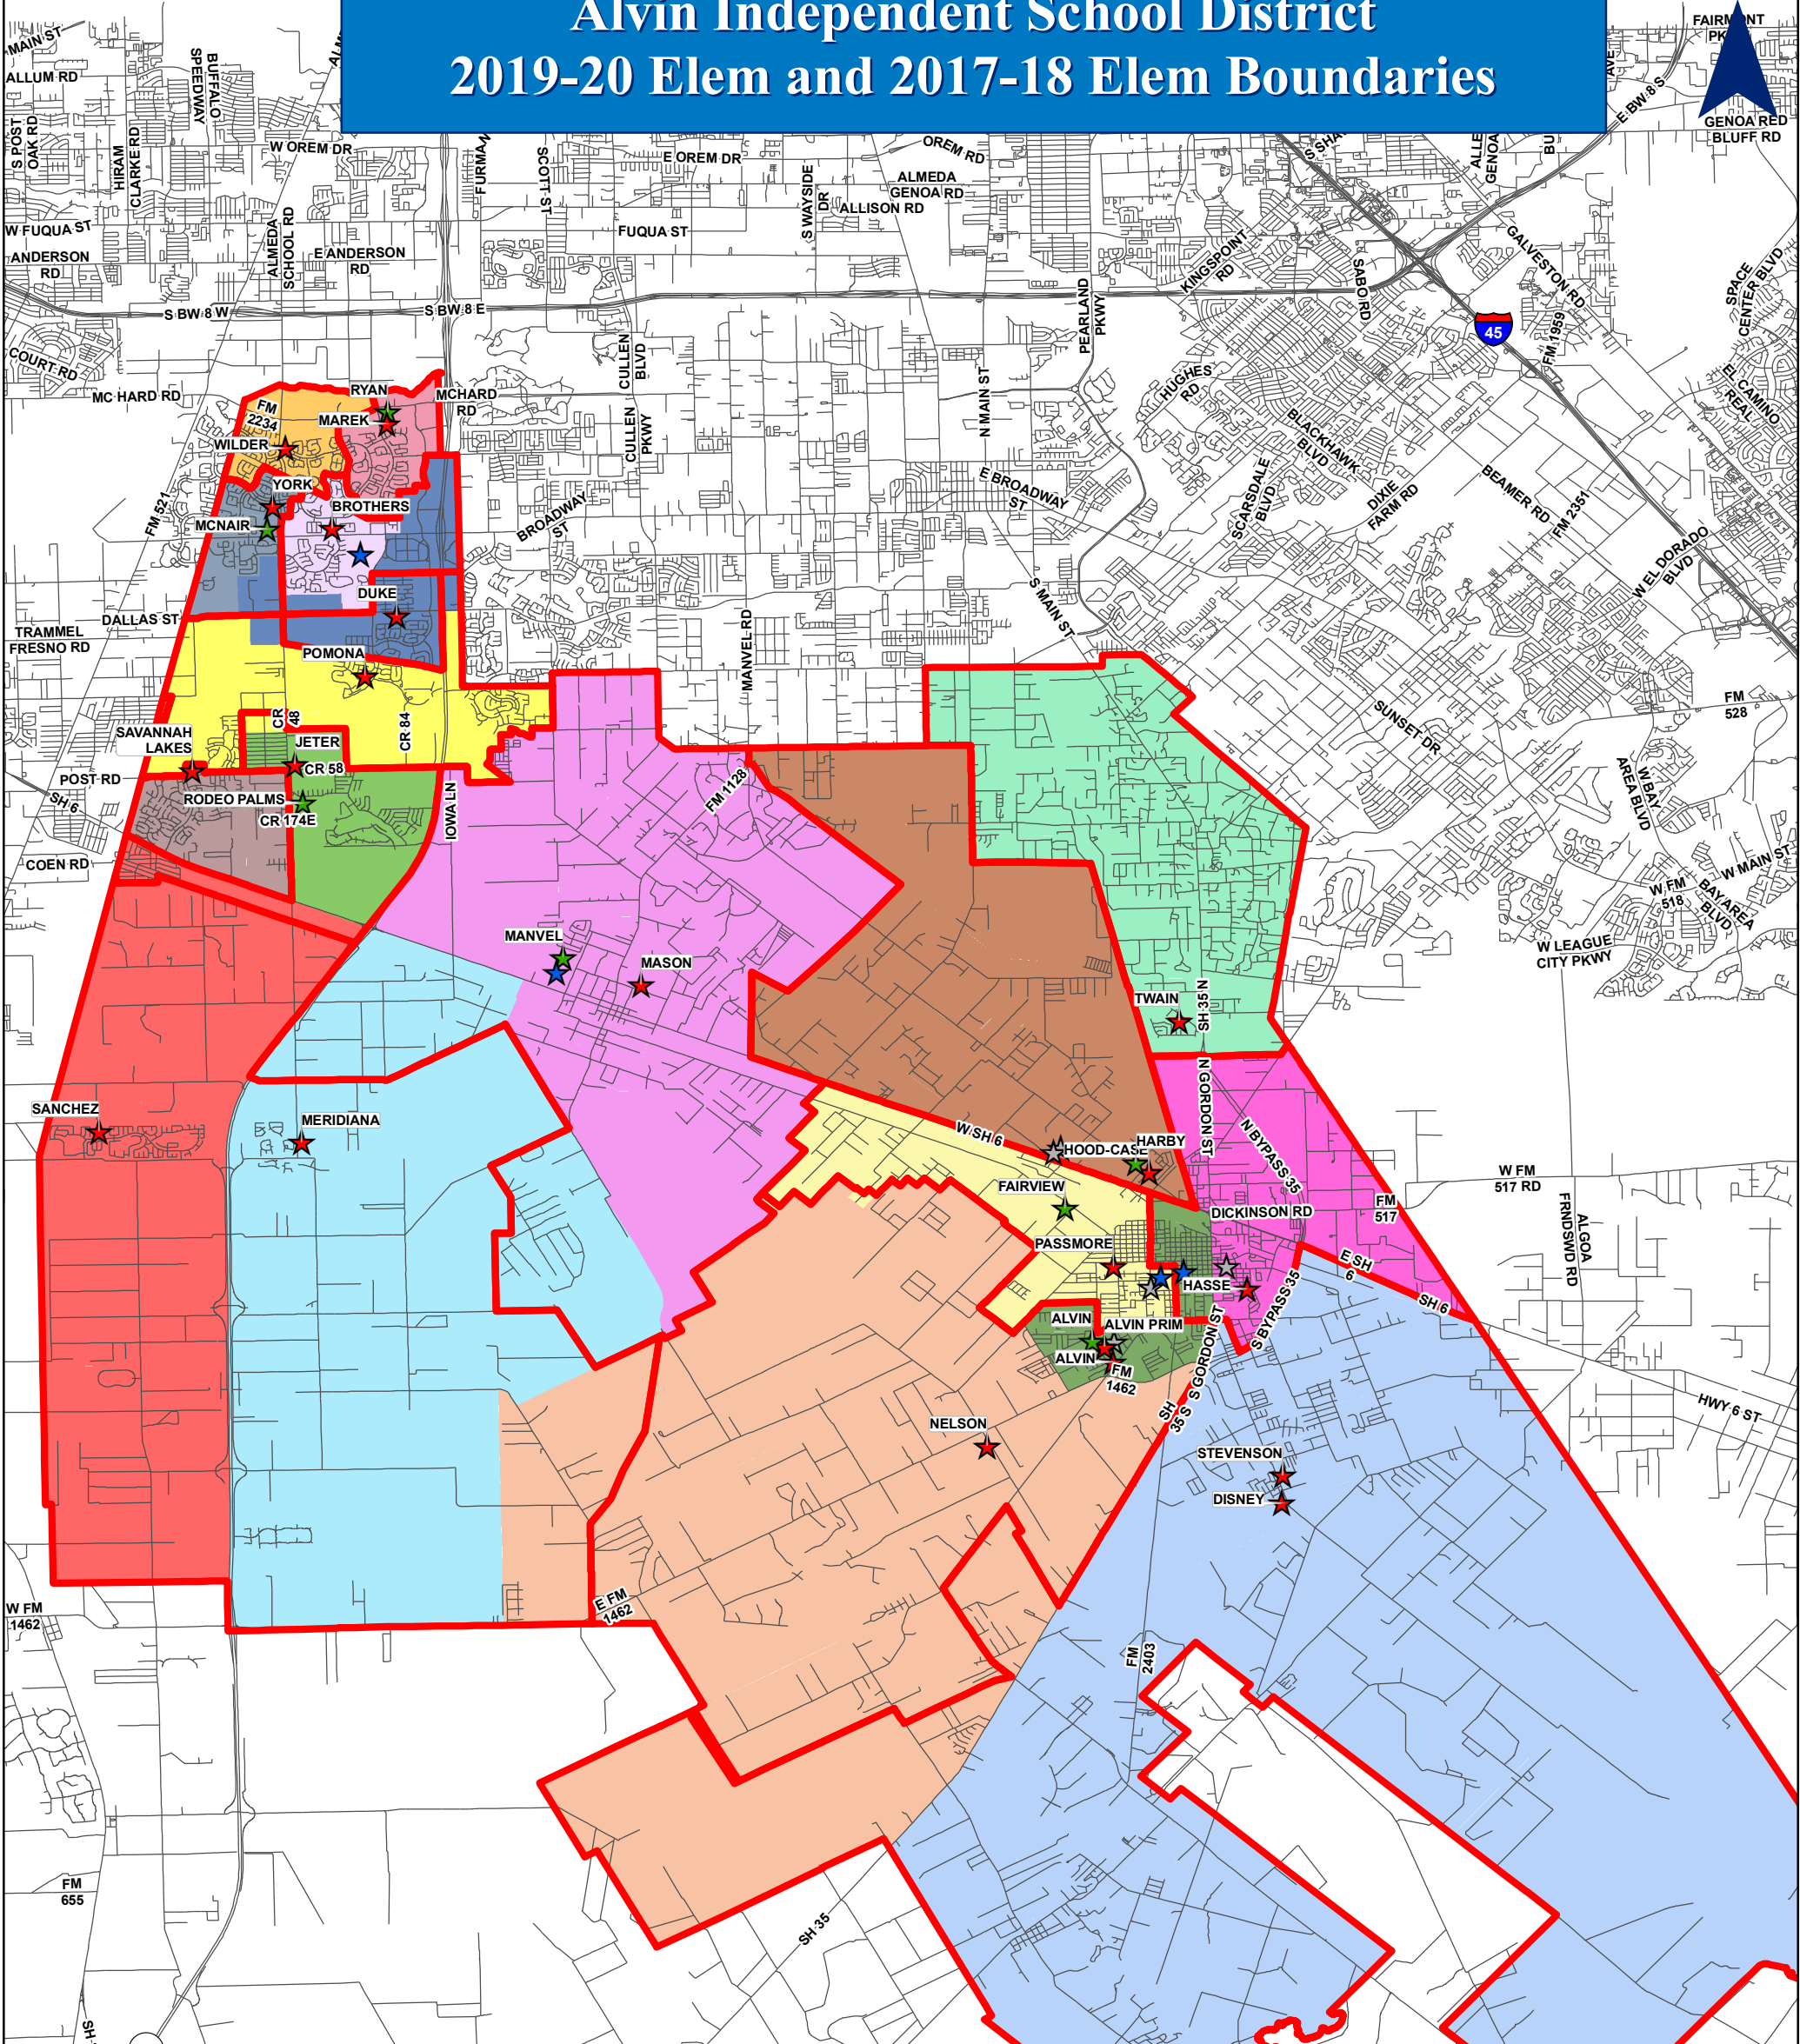 Alvin Independent School District
2019-20 Elem and 2017-18 Elem Boundaries
MAIN ST
ALLUM RD
BUFFALO
SPEEDWAY
FAIRMONT
GENOA RED
BLUFF RD
E BW 8 S
S POST
OAK RD
HIRAM
CLARKE RD
W OREM DR
SCOTT ST
E OREM DR
OREM RD
ALMEDA
GENOA RD
ALLISON RD
S WAYSIDE
DR
W FUQUA ST
FUQUA ST
ANDERSON
RD
ALMEDA
SCHOOL RD
E ANDERSON
RD
KINGSPOINT
RD
SABO RD
GALVESTON RD
SPACE
CENTER BLVD
S BW 8 W
S BW 8 E
PEARLAND
PKWY
45
FM 1959
COURT RD
CULLEN
BLVD
MC HARD RD
RYAN
MCHARD
RD
N MAIN ST
HUGHES
RD
EL CAMINO
REAL
FM
2234
MAREK
WILDER
CULLEN
PKWY
BLACKHAWK
BLVD
YORK
BROTHERS
FM 521
MCNAIR
BROADWAY
ST
E BROADWAY
ST
SCARSDALE
BLVD
DIXIE
FARM RD
BEAMER RD
FM 2351
W EL DORADO
BLVD
DUKE
DALLAS ST
TRAMMEL
FRESNO RD
POMONA
MANVEL RD
S MAIN ST
FM
528
SUNSET DR
CR
48
CR 84
SAVANNAH
LAKES
JETER
CR 58
POST RD
SH 6
RODEO PALMS
CR 174E
IOWA LN
FM 1128
W BAY
AREA BLVD
COEN RD
W MAIN ST
W FM
518
BAY AREA
BLVD
W LEAGUE
CITY PKWY
MANVEL
MASON
TWAIN
SH 35 N
SANCHEZ
MERIDIANA
N GORDON ST
W SH 6
HOOD-CASE
HARBY
N BYPASS 35
FAIRVIEW
W FM
517 RD
FM
517
DICKINSON RD
PASSMORE
E SH
6
ALGOA
FRNDSWD RD
HASSE
SH 6
S BYPASS 35
ALVIN
ALVIN PRIM
ALVIN
FM
1462
S GORDON ST
SH
35 S
HWY 6 ST
NELSON
STEVENSON
DISNEY
W FM
1462
E FM
1462
FM
2403
FM
655
SH 35